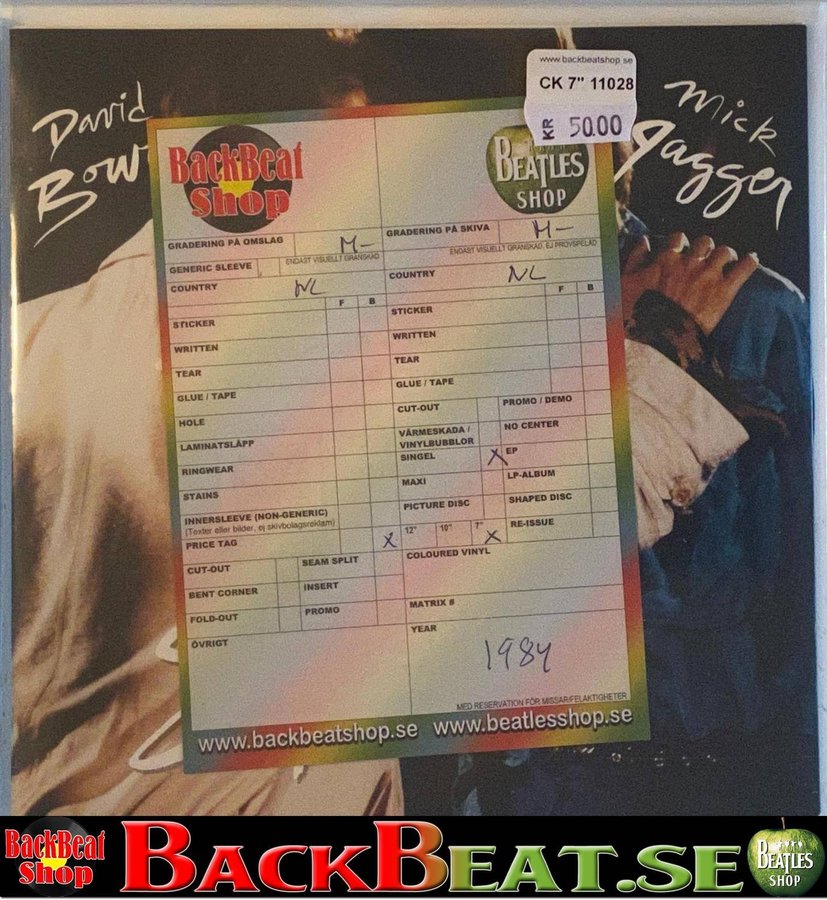 www.backbeatshop.se
CK 7" 11028
KR 50.00
David
Mick
Bow
Jagger
BackBeat
Shop
BEATLES
SHOP
GRADERING PÅ OMSLAG M-
GRADERING PÅ SKIVA M-
ENDAST VISUELLT GRANSKAD
ENDAST VISUELLT GRANSKAD, EJ PROVSPELAD
GENERIC SLEEVE
COUNTRY NL
COUNTRY NL
F B
F B
STICKER
STICKER
WRITTEN
WRITTEN
TEAR
TEAR
GLUE / TAPE
GLUE / TAPE
HOLE
CUT-OUT
PROMO / DEMO
LAMINATSLÄPP
VÄRMESKADA /
VINYLBUBBLOR
NO CENTER
RINGWEAR
SINGEL X
EP
STAINS
MAXI
LP-ALBUM
INNERSLEEVE (NON-GENERIC)
(Texter eller bilder, ej skivbolagsreklam)
PICTURE DISC
SHAPED DISC
PRICE TAG X
12" 10" 7" X
RE-ISSUE
CUT-OUT
SEAM SPLIT
COLOURED VINYL
BENT CORNER
INSERT
FOLD-OUT
PROMO
MATRIX #
ÖVRIGT
YEAR
1984
MED RESERVATION FÖR MISSAR/FELAKTIGHETER
www.backbeatshop.se www.beatlesshop.se
BackBeat
Shop
BACKBEAT.SE
BEATLES
SHOP